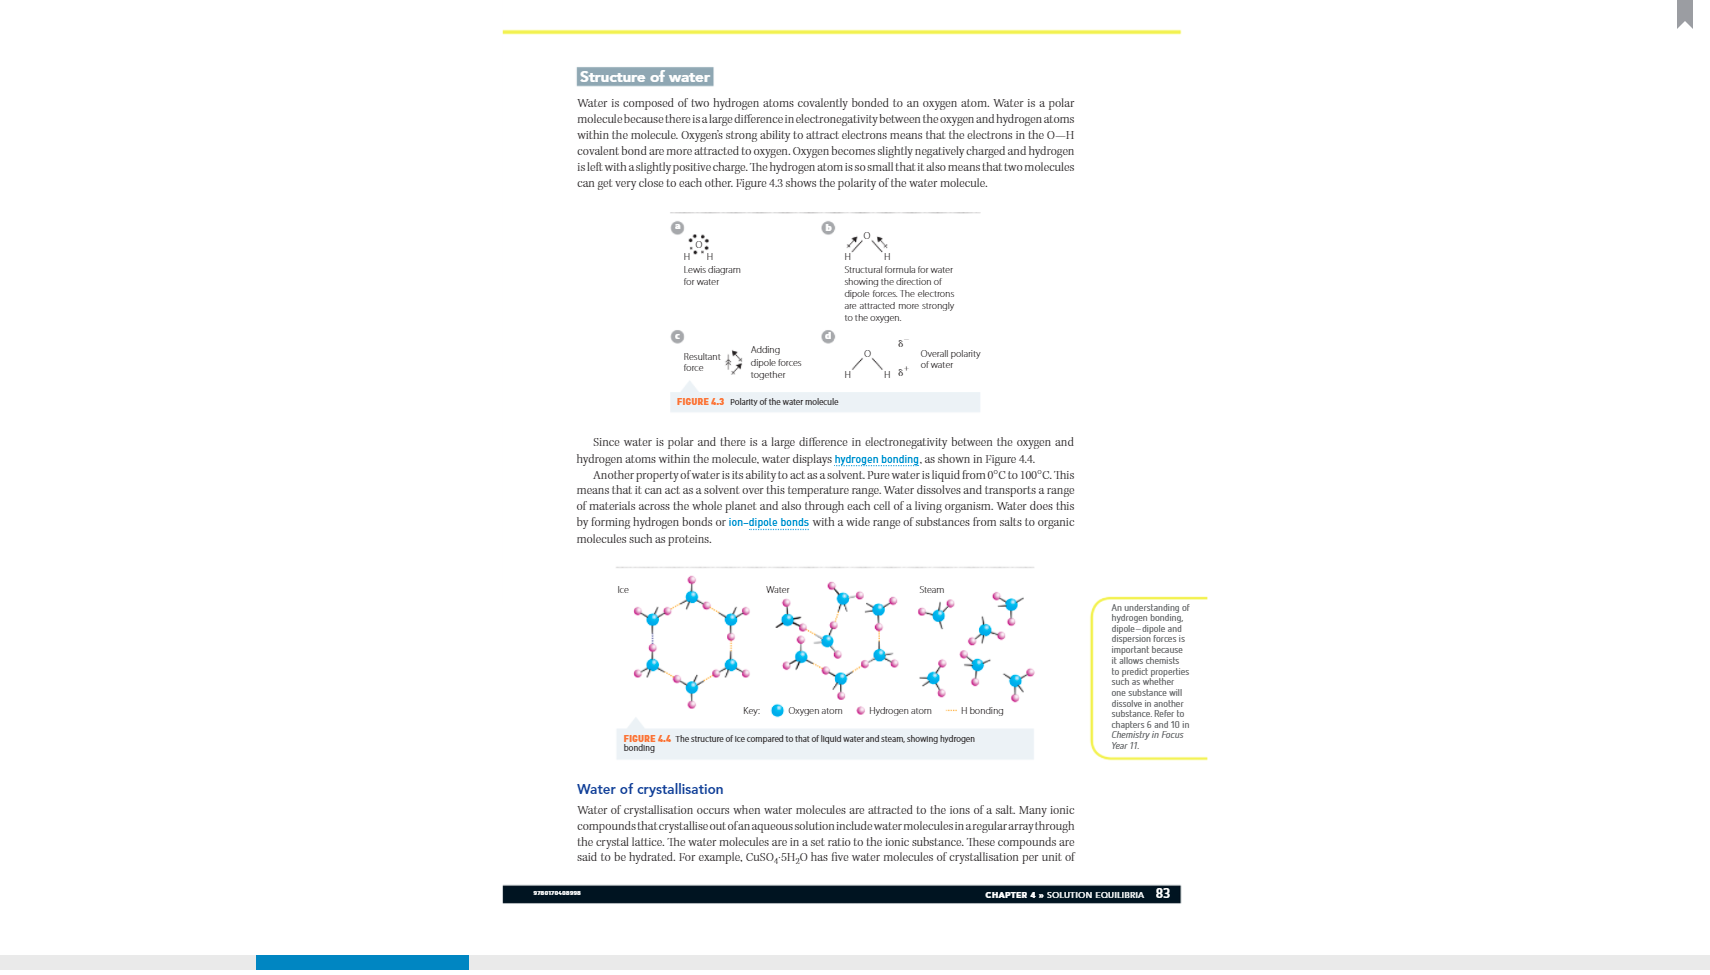 Structure of water
Water is composed of two hydrogen atoms covalently bonded to an oxygen atom. Water is a polar
molecule because there is a large difference in electronegativity between the oxygen and hydrogen atoms
within the molecule. Oxygen's strong ability to attract electrons means that the electrons in the O—H
covalent bond are more attracted to oxygen. Oxygen becomes slightly negatively charged and hydrogen
is left with a slightly positive charge. The hydrogen atom is so small that it also means that two molecules
can get very close to each other. Figure 4.3 shows the polarity of the water molecule.
a
O
H H
Lewis diagram
for water
b
O
H H
Structural formula for water
showing the direction of
dipole forces. The electrons
are attracted more strongly
to the oxygen.
c
Resultant
force
Adding
dipole forces
together
d
O
H H
δ⁻
δ⁺
Overall polarity
of water
FIGURE 4.3 Polarity of the water molecule
Since water is polar and there is a large difference in electronegativity between the oxygen and
hydrogen atoms within the molecule, water displays hydrogen bonding, as shown in Figure 4.4.
Another property of water is its ability to act as a solvent. Pure water is liquid from 0°C to 100°C. This
means that it can act as a solvent over this temperature range. Water dissolves and transports a range
of materials across the whole planet and also through each cell of a living organism. Water does this
by forming hydrogen bonds or ion–dipole bonds with a wide range of substances from salts to organic
molecules such as proteins.
Ice
Water
Steam
Key: Oxygen atom Hydrogen atom H bonding
FIGURE 4.4 The structure of ice compared to that of liquid water and steam, showing hydrogen
bonding
An understanding of
hydrogen bonding,
dipole–dipole and
dispersion forces is
important because
it allows chemists
to predict properties
such as whether
one substance will
dissolve in another
substance. Refer to
chapters 6 and 10 in
Chemistry in Focus
Year 11.
Water of crystallisation
Water of crystallisation occurs when water molecules are attracted to the ions of a salt. Many ionic
compounds that crystallise out of an aqueous solution include water molecules in a regular array through
the crystal lattice. The water molecules are in a set ratio to the ionic substance. These compounds are
said to be hydrated. For example, CuSO₄·5H₂O has five water molecules of crystallisation per unit of
CHAPTER 4 » SOLUTION EQUILIBRIA 83